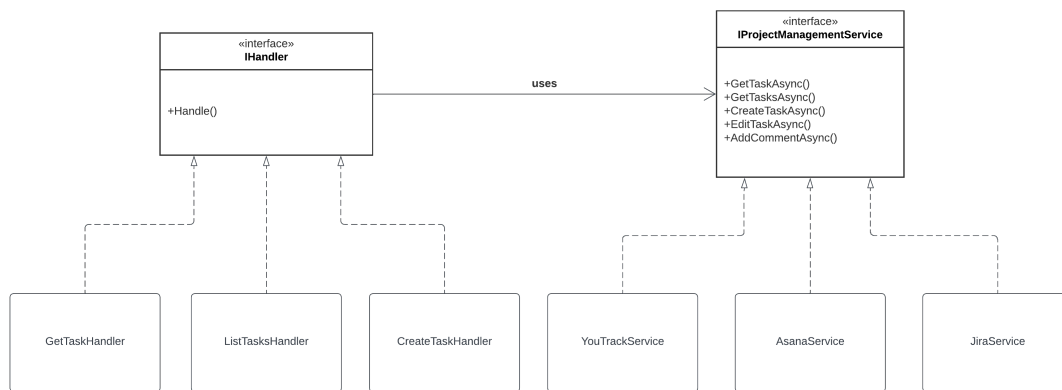 «interface»
IHandler
+Handle()
uses
«interface»
IProjectManagementService
+GetTaskAsync()
+GetTasksAsync()
+CreateTaskAsync()
+EditTaskAsync()
+AddCommentAsync()
GetTaskHandler
ListTasksHandler
CreateTaskHandler
YouTrackService
AsanaService
JiraService